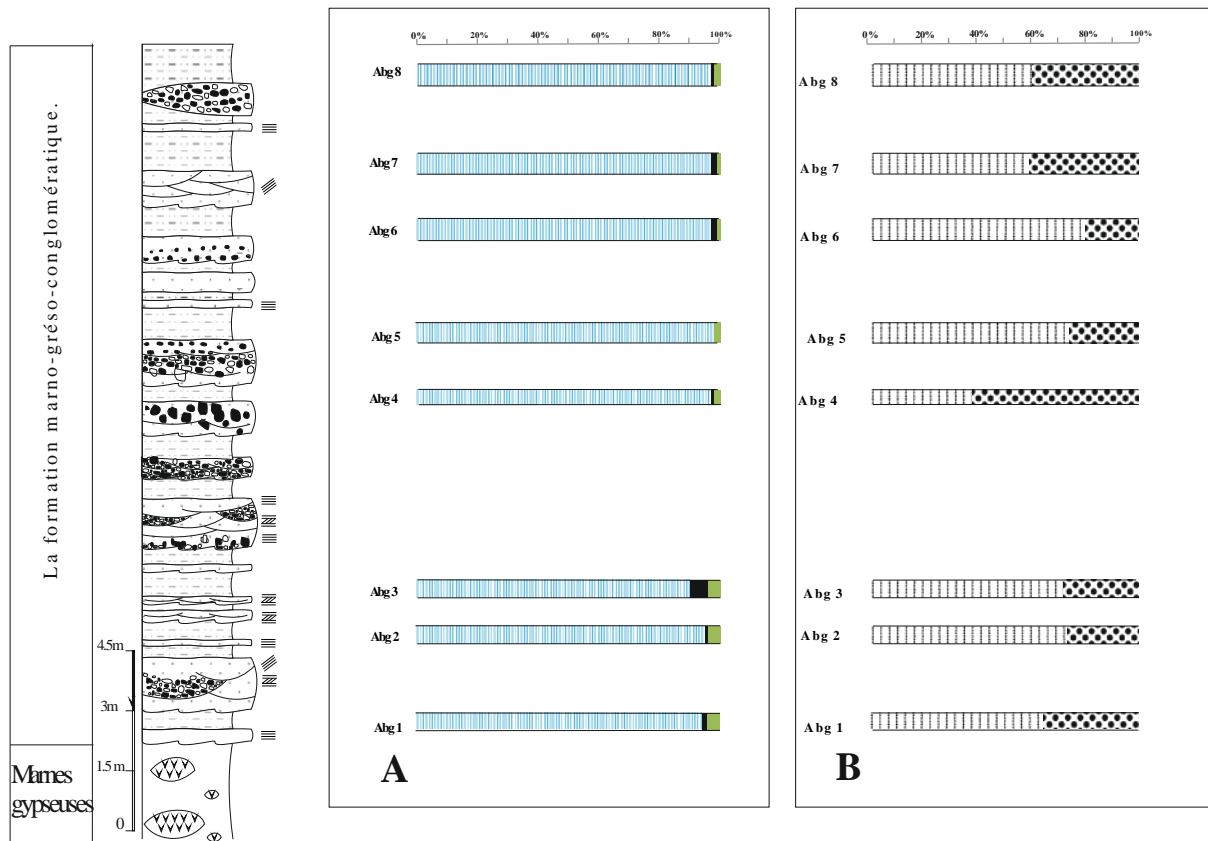 La formation marno-gréso-conglomératique.
Marnes
gypseuses
4.5m
3m
1.5 m
0
0% 20% 40% 60% 80% 100%
Abg 8
Abg 7
Abg 6
Abg 5
Abg 4
Abg 3
Abg 2
Abg 1
A
0% 20% 40% 60% 80% 100%
Abg 8
Abg 7
Abg 6
Abg 5
Abg 4
Abg 3
Abg 2
Abg 1
B